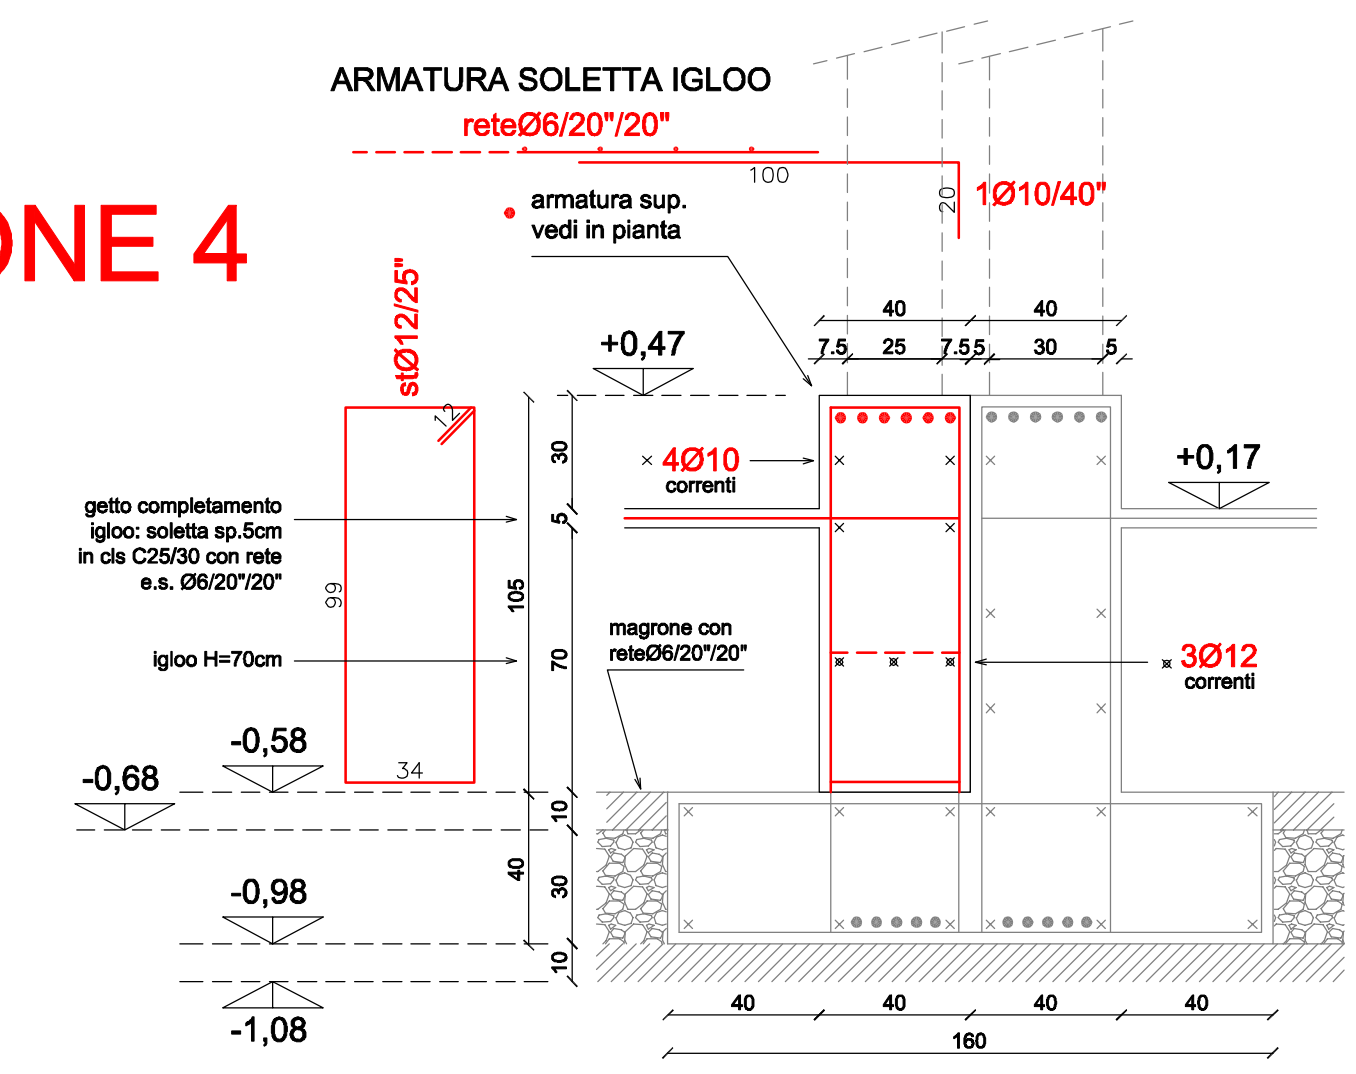 ARMATURA SOLETTA IGLOO
reteØ6/20"/20"
100
20
1Ø10/40"
armatura sup.
vedi in pianta
ONE 4
stØ12/25"
12
99
34
40
40
7.5
25
7.5
5
30
5
+0,47
30
4Ø10
correnti
+0,17
getto completamento
igloo: soletta sp.5cm
in cls C25/30 con rete
e.s. Ø6/20"/20"
5
105
70
igloo H=70cm
magrone con
reteØ6/20"/20"
3Ø12
correnti
-0,58
-0,68
10
40
30
-0,98
10
-1,08
40
40
40
40
160